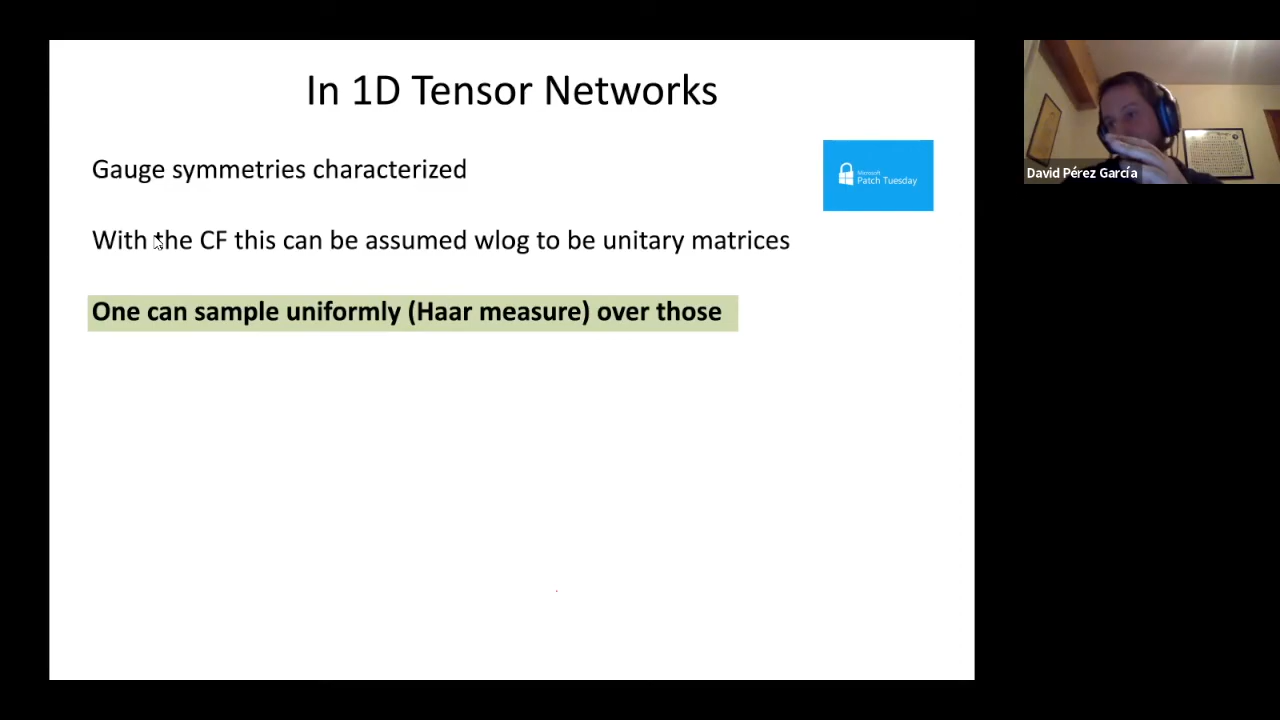 In 1D Tensor Networks
Gauge symmetries characterized
Microsoft
Patch Tuesday
With the CF this can be assumed wlog to be unitary matrices
One can sample uniformly (Haar measure) over those
David Pérez García